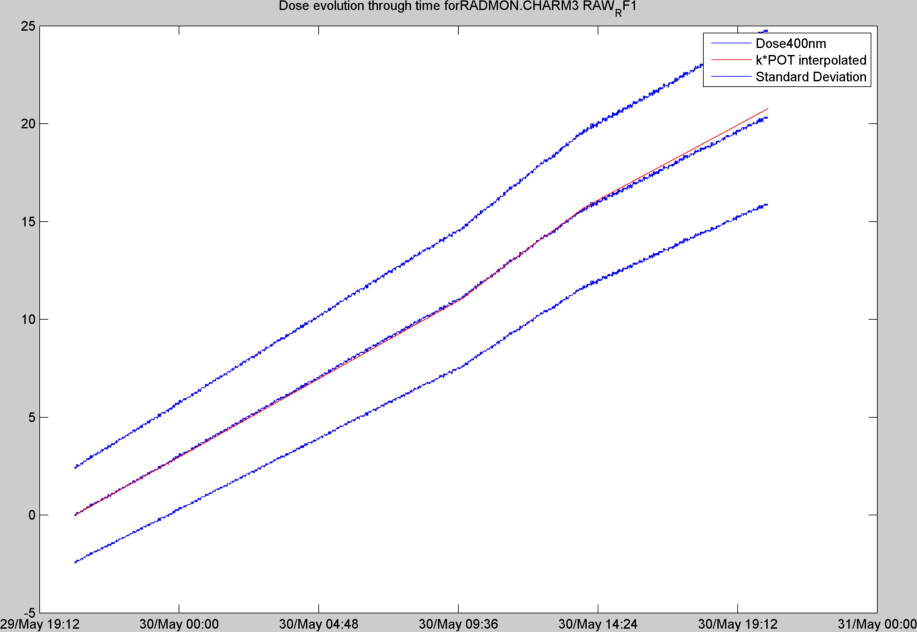 Dose evolution through time forRADMON.CHARM3 RAW_RF1
25
Dose400nm
k*POT interpolated
Standard Deviation
20
15
10
5
0
-5
29/May 19:12 30/May 00:00 30/May 04:48 30/May 09:36 30/May 14:24 30/May 19:12 31/May 00:00